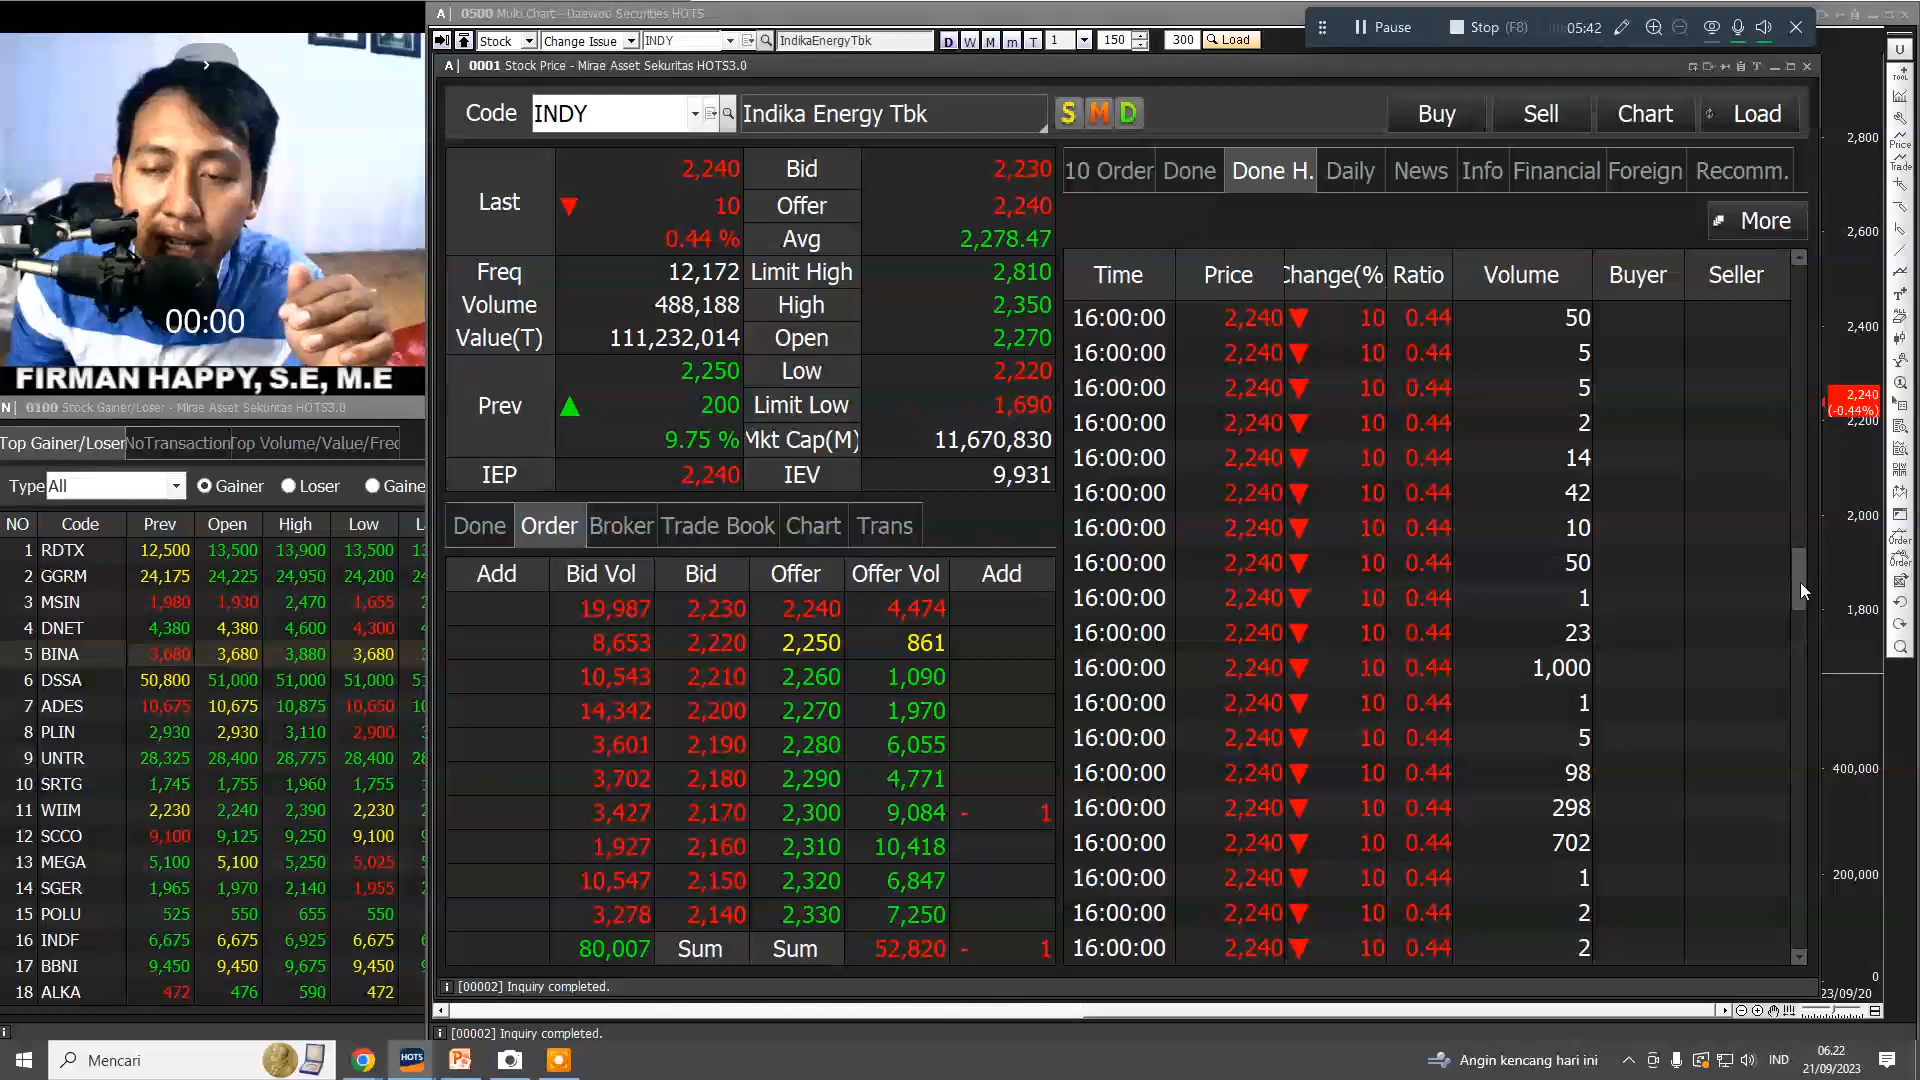 0500 Multi Chart - Daewoo Securities HOTS
Pause Stop (F8) 05:42
Stock Change Issue INDY IndikaEnergyTbk D W M m T 1 150 300 Load
0001 Stock Price - Mirae Asset Sekuritas HOTS3.0
Code INDY Indika Energy Tbk S M D Buy Sell Chart Load
Last 2,240 Bid 2,230
10 Offer 2,240
0.44 % Avg 2,278.47
Freq 12,172 Limit High 2,810
Volume 488,188 High 2,350
Value(T) 111,232,014 Open 2,270
2,250 Low 2,220
Prev 200 Limit Low 1,690
9.75 % Mkt Cap(M) 11,670,830
IEP 2,240 IEV 9,931
Done Order Broker Trade Book Chart Trans
Add Bid Vol Bid Offer Offer Vol Add
19,987 2,230 2,240 4,474
8,653 2,220 2,250 861
10,543 2,210 2,260 1,090
14,342 2,200 2,270 1,970
3,601 2,190 2,280 6,055
3,702 2,180 2,290 4,771
3,427 2,170 2,300 9,084 - 1
1,927 2,160 2,310 10,418
10,547 2,150 2,320 6,847
3,278 2,140 2,330 7,250
80,007 Sum Sum 52,820 - 1
10 Order Done Done H. Daily News Info Financial Foreign Recomm.
More
Time Price Change(% Ratio Volume Buyer Seller
16:00:00 2,240 10 0.44 50
16:00:00 2,240 10 0.44 5
16:00:00 2,240 10 0.44 5
16:00:00 2,240 10 0.44 2
16:00:00 2,240 10 0.44 14
16:00:00 2,240 10 0.44 42
16:00:00 2,240 10 0.44 10
16:00:00 2,240 10 0.44 50
16:00:00 2,240 10 0.44 1
16:00:00 2,240 10 0.44 23
16:00:00 2,240 10 0.44 1,000
16:00:00 2,240 10 0.44 1
16:00:00 2,240 10 0.44 5
16:00:00 2,240 10 0.44 98
16:00:00 2,240 10 0.44 298
16:00:00 2,240 10 0.44 702
16:00:00 2,240 10 0.44 1
16:00:00 2,240 10 0.44 2
16:00:00 2,240 10 0.44 2
2,800
2,600
2,400
2,240
(-0.44%)
2,200
2,000
1,800
400,000
200,000
0
23/09/20
U
TOOL
Price
Trade
Order
Order
00:00
FIRMAN HAPPY, S.E, M.E
0100 Stock Gainer/Loser - Mirae Asset Sekuritas HOTS3.0
Top Gainer/Loser NoTransaction Top Volume/Value/Freq
Type All Gainer Loser Gaine
NO Code Prev Open High Low
1 RDTX 12,500 13,500 13,900 13,500
2 GGRM 24,175 24,225 24,950 24,200
3 MSIN 1,980 1,930 2,470 1,655
4 DNET 4,380 4,380 4,600 4,300
5 BINA 3,680 3,680 3,880 3,680
6 DSSA 50,800 51,000 51,000 51,000
7 ADES 10,675 10,675 10,875 10,650
8 PLIN 2,930 2,930 3,110 2,900
9 UNTR 28,325 28,400 28,775 28,400
10 SRTG 1,745 1,755 1,960 1,755
11 WIIM 2,230 2,240 2,390 2,230
12 SCCO 9,100 9,125 9,250 9,100
13 MEGA 5,100 5,100 5,250 5,025
14 SGER 1,965 1,970 2,140 1,955
15 POLU 525 550 655 550
16 INDF 6,675 6,675 6,925 6,675
17 BBNI 9,450 9,450 9,675 9,450
18 ALKA 472 476 590 472
[00002] Inquiry completed.
[00002] Inquiry completed.
Mencari
HOTS
Angin kencang hari ini
IND
06.22
21/09/2023